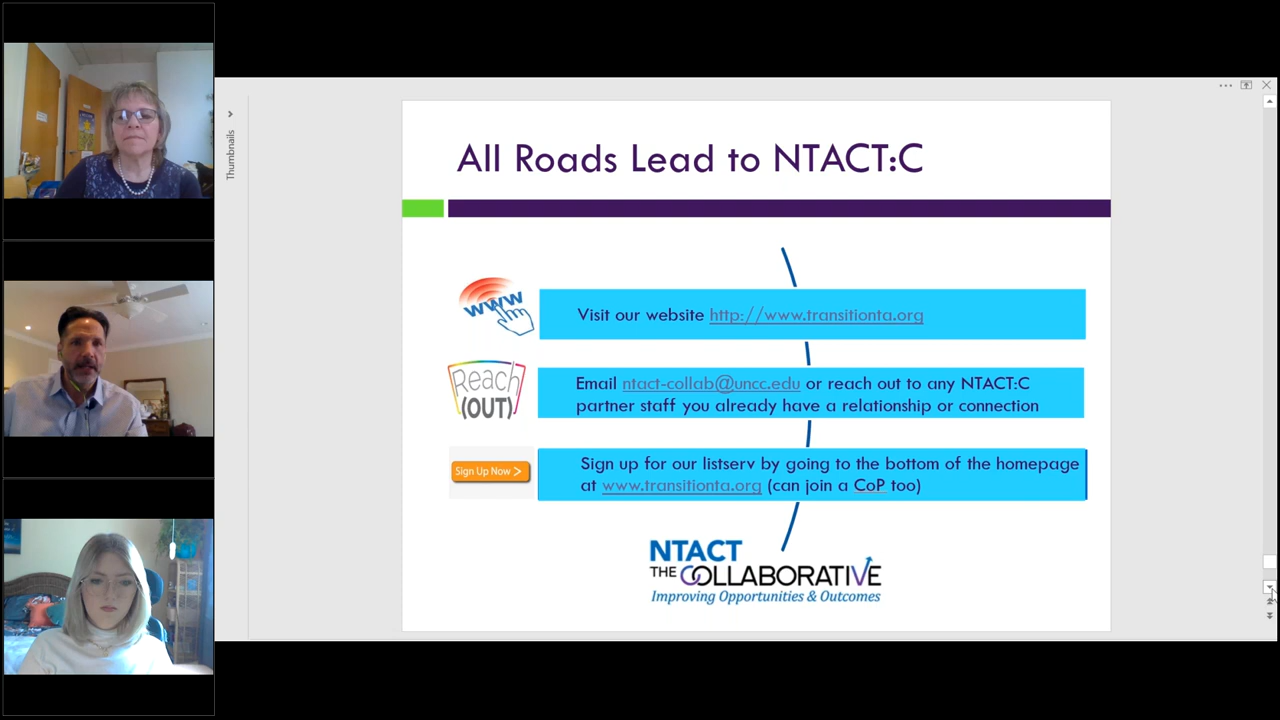 Thumbnails
All Roads Lead to NTACT:C
www
Visit our website http://www.transitionta.org
Reach
(OUT)
Email ntact-collab@uncc.edu or reach out to any NTACT:C
partner staff you already have a relationship or connection
Sign Up Now >
Sign up for our listserv by going to the bottom of the homepage
at www.transitionta.org (can join a CoP too)
NTACT
THE COLLABORATIVE
Improving Opportunities & Outcomes